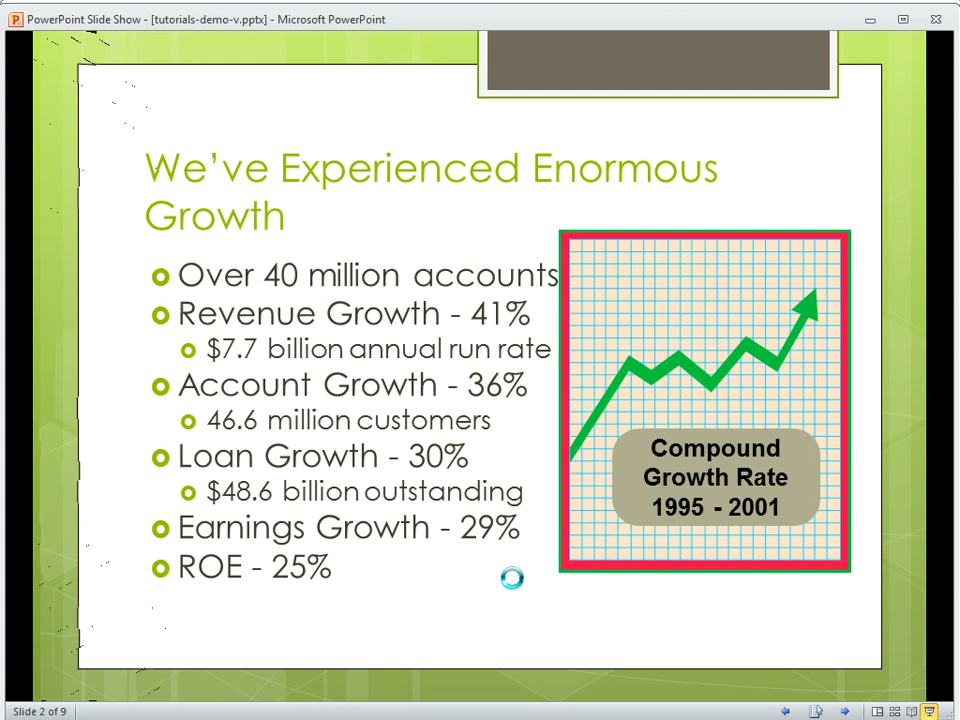 PowerPoint Slide Show - [tutorials-demo-v.pptx] - Microsoft PowerPoint
We’ve Experienced Enormous
Growth
Over 40 million accounts
Revenue Growth - 41%
$7.7 billion annual run rate
Account Growth - 36%
46.6 million customers
Loan Growth - 30%
$48.6 billion outstanding
Earnings Growth - 29%
ROE - 25%
Compound
Growth Rate
1995 - 2001
Slide 2 of 9